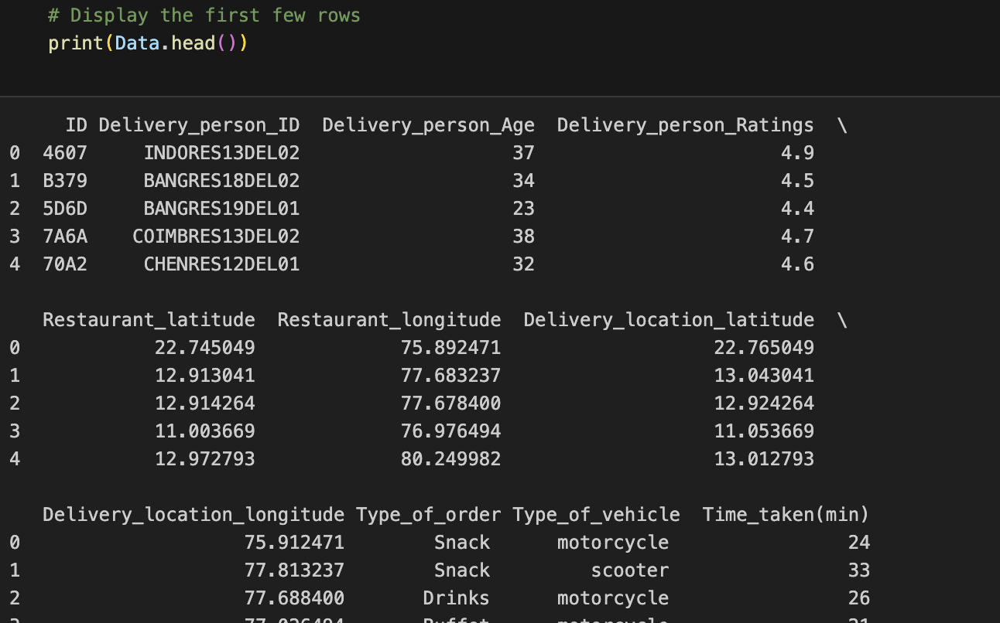 # Display the first few rows
print(Data.head())
ID Delivery_person_ID Delivery_person_Age Delivery_person_Ratings \
0 4607 INDORES13DEL02 37 4.9
1 B379 BANGRES18DEL02 34 4.5
2 5D6D BANGRES19DEL01 23 4.4
3 7A6A COIMBRES13DEL02 38 4.7
4 70A2 CHENRES12DEL01 32 4.6
Restaurant_latitude Restaurant_longitude Delivery_location_latitude \
0 22.745049 75.892471 22.765049
1 12.913041 77.683237 13.043041
2 12.914264 77.678400 12.924264
3 11.003669 76.976494 11.053669
4 12.972793 80.249982 13.012793
Delivery_location_longitude Type_of_order Type_of_vehicle Time_taken(min)
0 75.912471 Snack motorcycle 24
1 77.813237 Snack scooter 33
2 77.688400 Drinks motorcycle 26